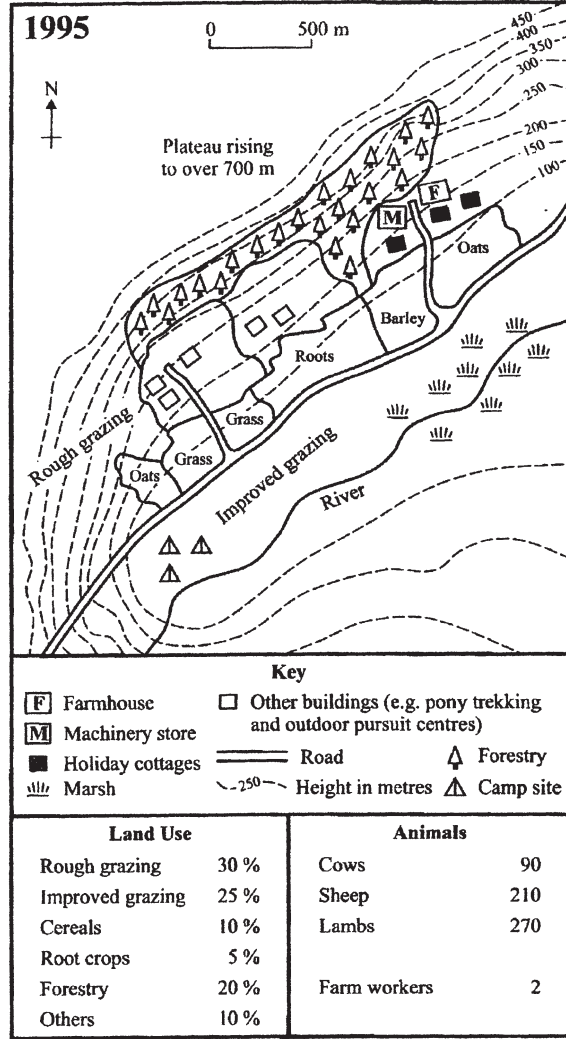 1995
0 500 m
N
Plateau rising
to over 700 m
450
400
350
300
250
200
150
100
F
M
Oats
Barley
Roots
Grass
Grass
Oats
Rough grazing
Improved grazing
River
Key
F Farmhouse
M Machinery store
Holiday cottages
Marsh
Other buildings (e.g. pony trekking
and outdoor pursuit centres)
Road
Forestry
250 Height in metres
Camp site
Land Use
Rough grazing 30 %
Improved grazing 25 %
Cereals 10 %
Root crops 5 %
Forestry 20 %
Others 10 %
Animals
Cows 90
Sheep 210
Lambs 270
Farm workers 2